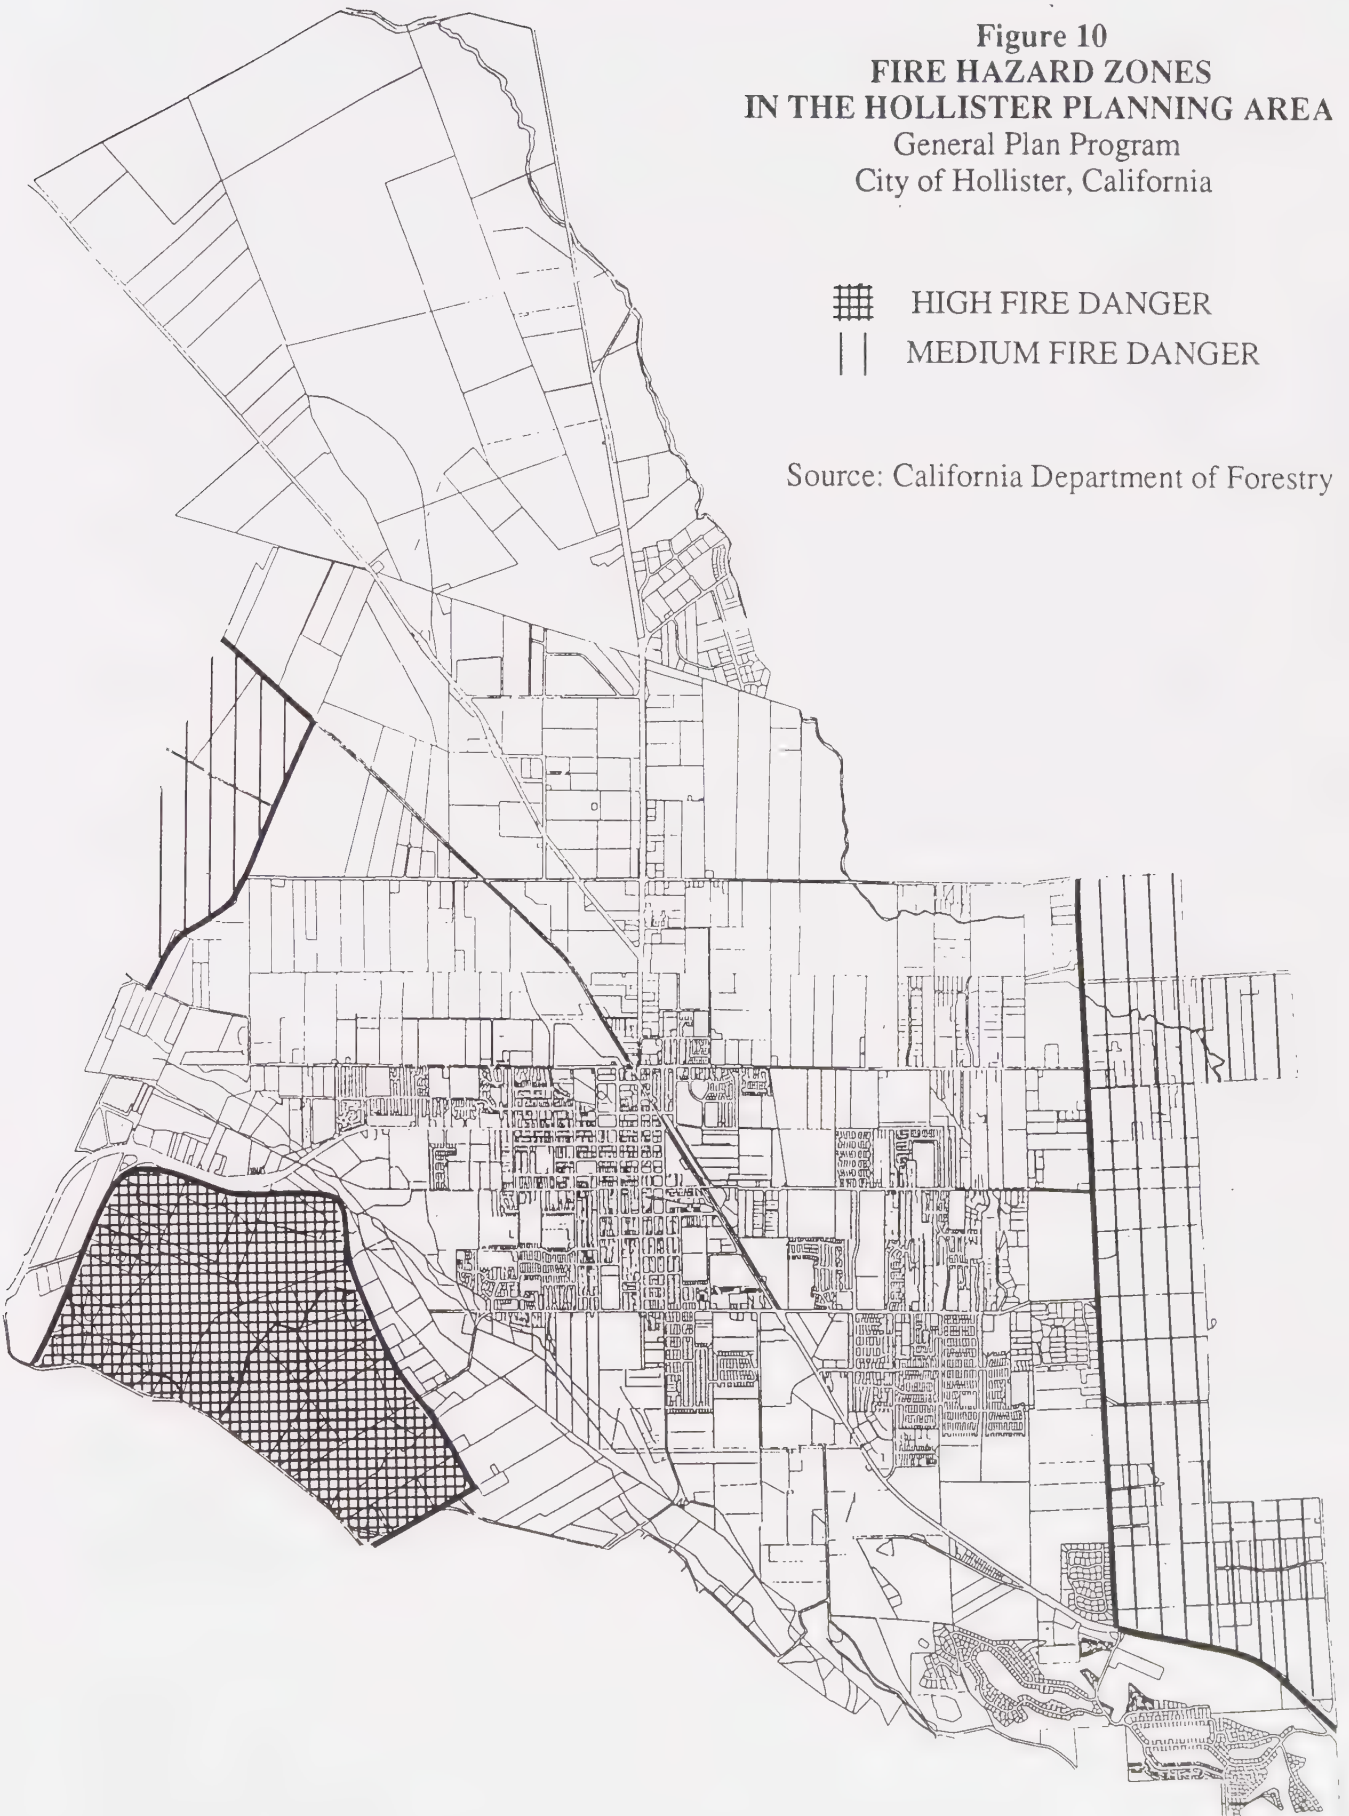 Figure 10
FIRE HAZARD ZONES
IN THE HOLLISTER PLANNING AREA
General Plan Program
City of Hollister, California
HIGH FIRE DANGER
MEDIUM FIRE DANGER
Source: California Department of Forestry